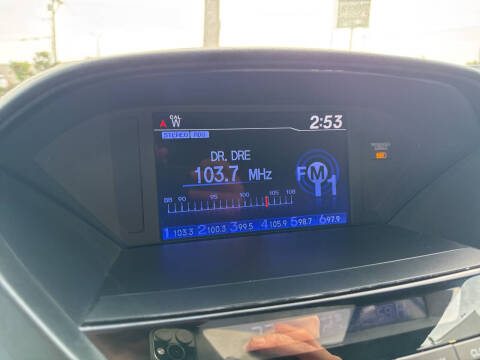 CAL
W
2:53
STEREO RDS
DR. DRE
103.7 MHz
FM1
88 90 95 100 105 108
1 103.3 2 100.3 3 99.5 4 105.9 5 98.7 6 97.9